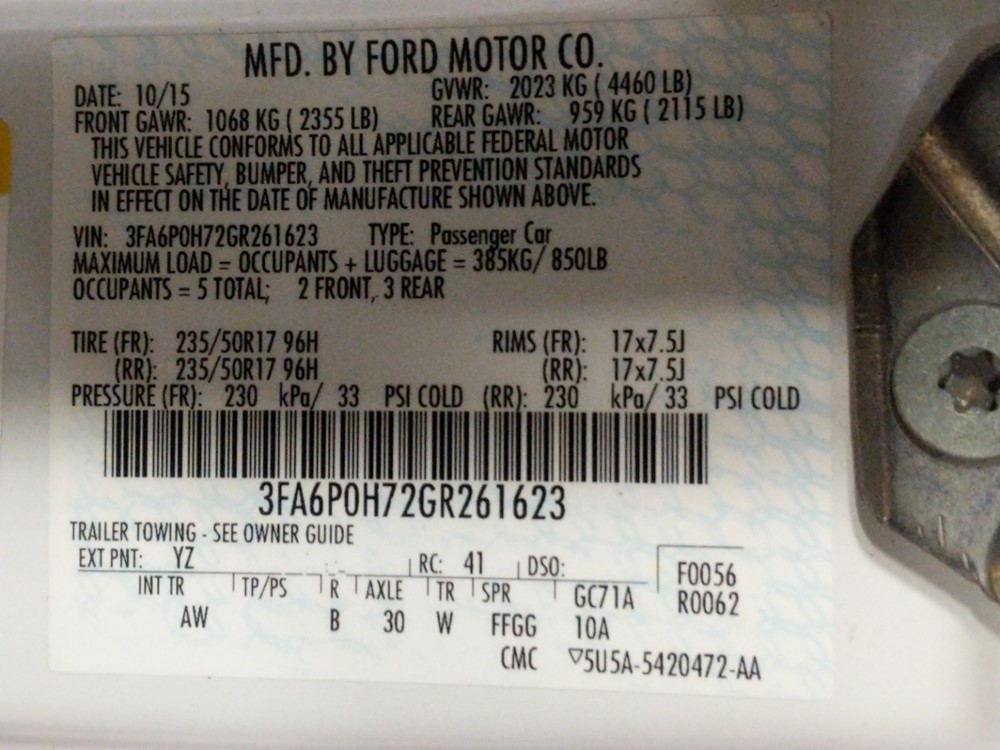 MFD. BY FORD MOTOR CO.
DATE: 10/15 GVWR: 2023 KG ( 4460 LB)
FRONT GAWR: 1068 KG ( 2355 LB) REAR GAWR: 959 KG ( 2115 LB)
THIS VEHICLE CONFORMS TO ALL APPLICABLE FEDERAL MOTOR
VEHICLE SAFETY, BUMPER, AND THEFT PREVENTION STANDARDS
IN EFFECT ON THE DATE OF MANUFACTURE SHOWN ABOVE.
VIN: 3FA6P0H72GR261623 TYPE: Passenger Car
MAXIMUM LOAD = OCCUPANTS + LUGGAGE = 385KG/ 850LB
OCCUPANTS = 5 TOTAL; 2 FRONT, 3 REAR
TIRE (FR): 235/50R17 96H RIMS (FR): 17x7.5J
(RR): 235/50R17 96H (RR): 17x7.5J
PRESSURE (FR): 230 kPa/ 33 PSI COLD (RR): 230 kPa/ 33 PSI COLD
3FA6P0H72GR261623
TRAILER TOWING - SEE OWNER GUIDE
EXT PNT: YZ RC: 41 DSO: F0056
INT TR TP/PS R AXLE TR SPR GC71A R0062
AW B 30 W FFGG 10A
CMC ▽5U5A-5420472-AA